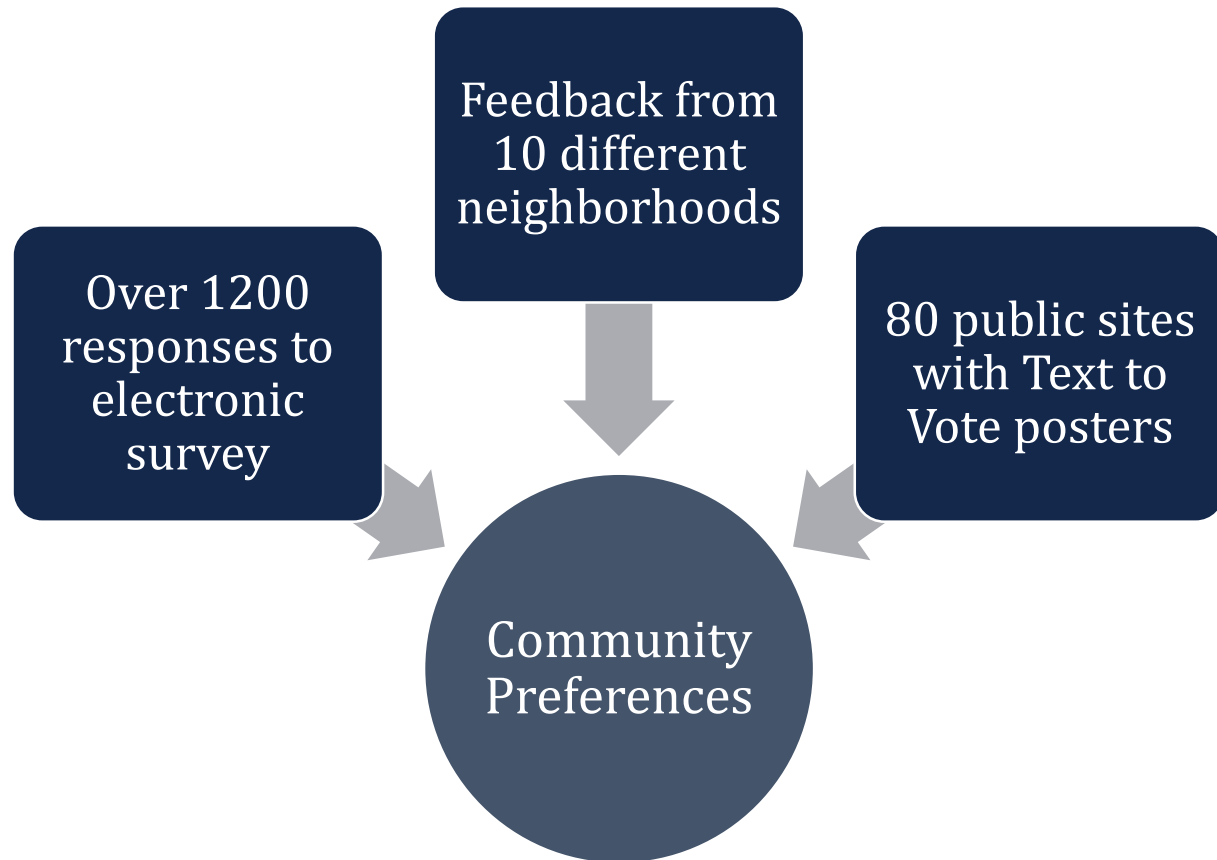 Feedback from
10 different
neighborhoods
Over 1200
responses to
electronic
survey
80 public sites
with Text to
Vote posters
Community
Preferences